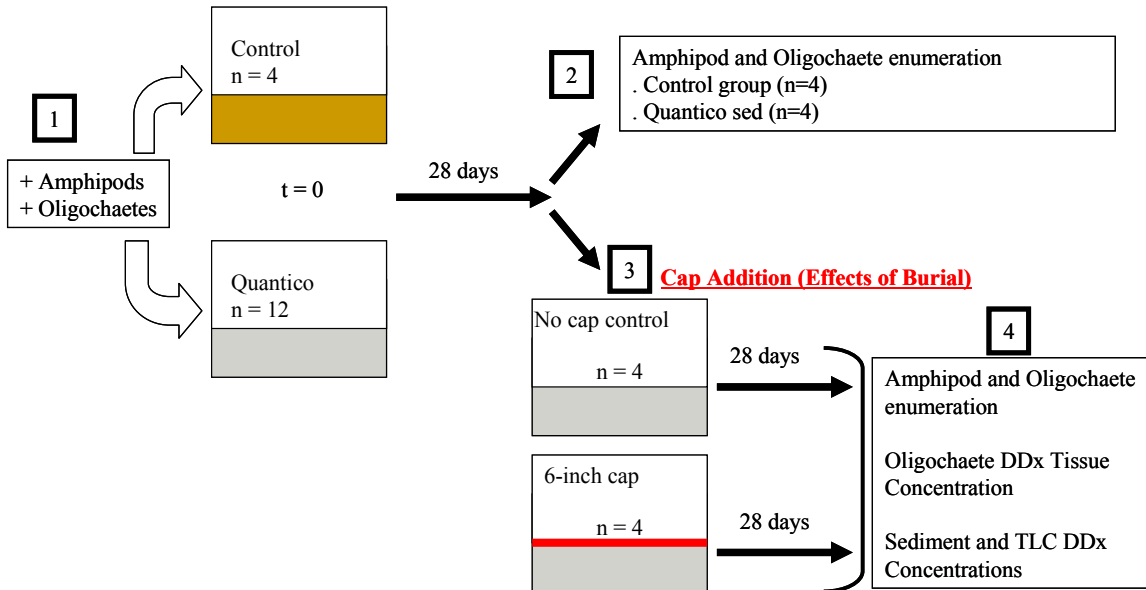 1
+ Amphipods
+ Oligochaetes
Control
n = 4
t = 0
Quantico
n = 12
28 days
2
Amphipod and Oligochaete enumeration
. Control group (n=4)
. Quantico sed (n=4)
3
Cap Addition (Effects of Burial)
No cap control
n = 4
28 days
6-inch cap
n = 4
28 days
4
Amphipod and Oligochaete
enumeration
Oligochaete DDx Tissue
Concentration
Sediment and TLC DDx
Concentrations